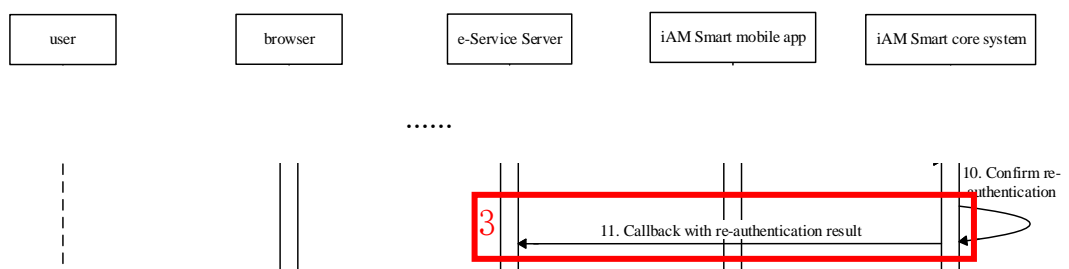 user
browser
e-Service Server
iAM Smart mobile app
iAM Smart core system
......
10. Confirm re-
authentication
3
11. Callback with re-authentication result